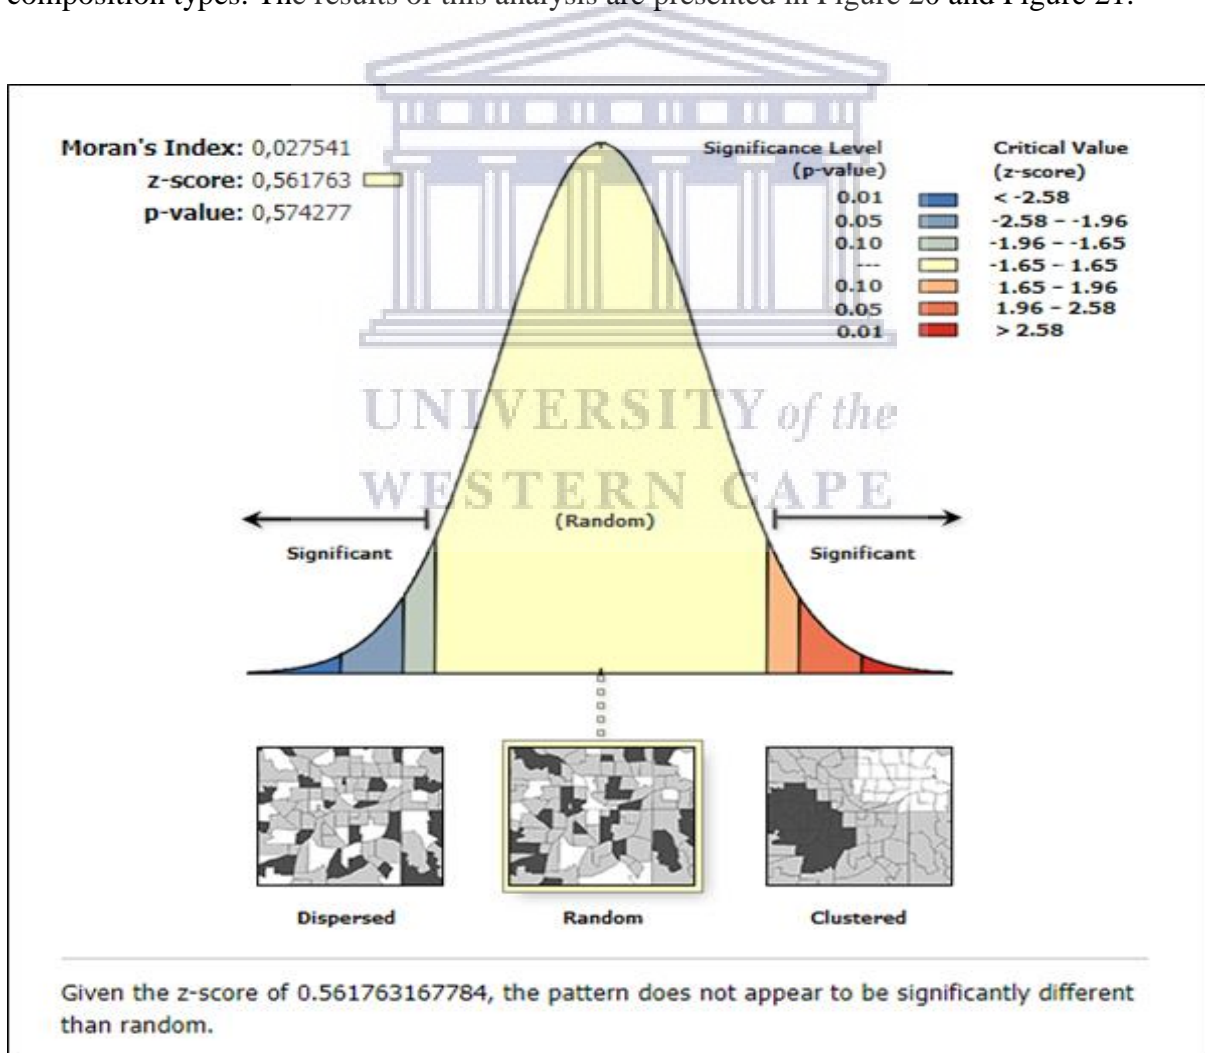 composition types. The results of this analysis are presented in Figure 20 and Figure 21.
Moran's Index: 0,027541
z-score: 0,561763
p-value: 0,574277
Significance Level
(p-value)
Critical Value
(z-score)
0.01 < -2.58
0.05 -2.58 – -1.96
0.10 -1.96 – -1.65
--- -1.65 – 1.65
0.10 1.65 – 1.96
0.05 1.96 – 2.58
0.01 > 2.58
UNIVERSITY of the
WESTERN CAPE
(Random)
Significant
Significant
Dispersed
Random
Clustered
Given the z-score of 0.561763167784, the pattern does not appear to be significantly different
than random.